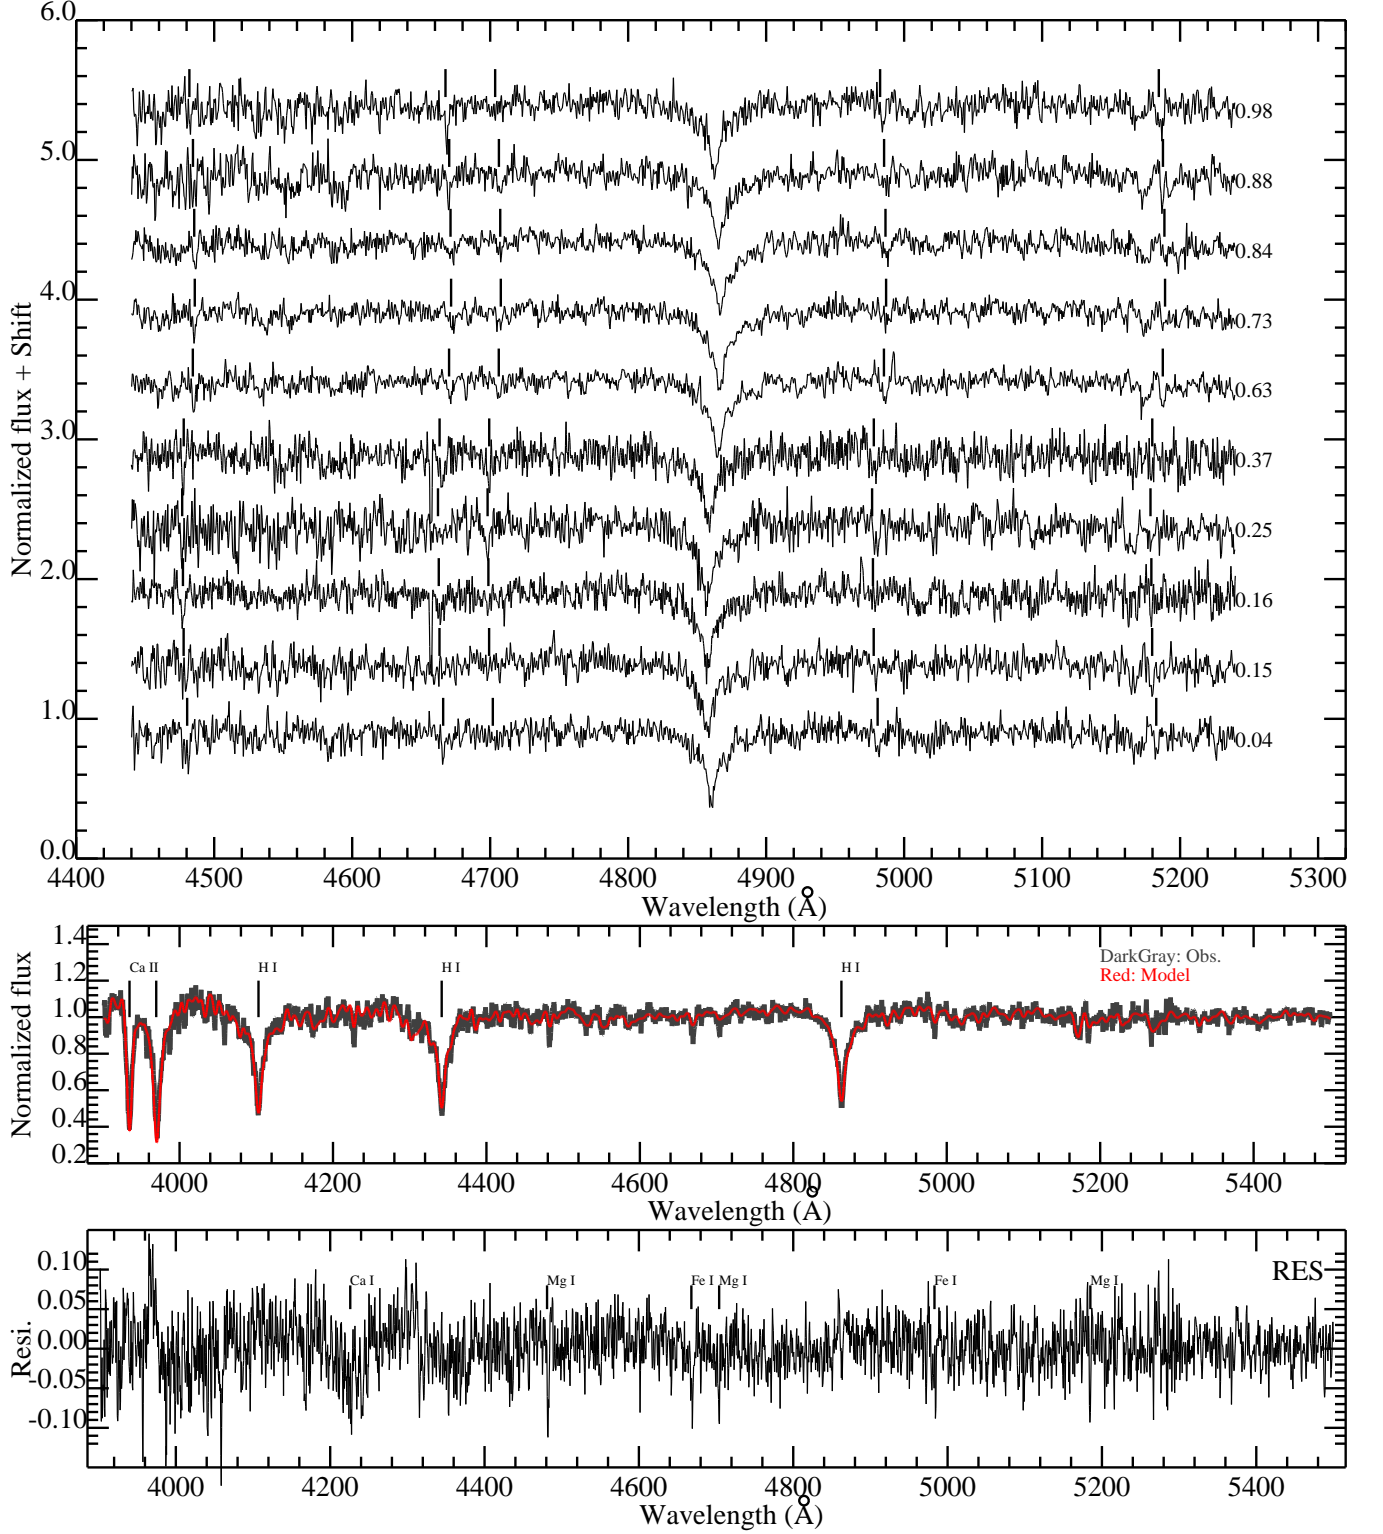 6.0
5.0
4.0
3.0
2.0
1.0
0.0
Normalized flux + Shift
0.98
0.88
0.84
0.73
0.63
0.37
0.25
0.16
0.15
0.04
4400 4500 4600 4700 4800 4900 5000 5100 5200 5300
Wavelength (Å)
1.4
1.2
1.0
0.8
0.6
0.4
0.2
Normalized flux
Ca II
H I
H I
H I
DarkGray: Obs.
Red: Model
4000 4200 4400 4600 4800 5000 5200 5400
Wavelength (Å)
0.10
0.05
0.00
-0.05
-0.10
Resi.
Ca I
Mg I
Fe I
Mg I
Fe I
Mg I
RES
4000 4200 4400 4600 4800 5000 5200 5400
Wavelength (Å)